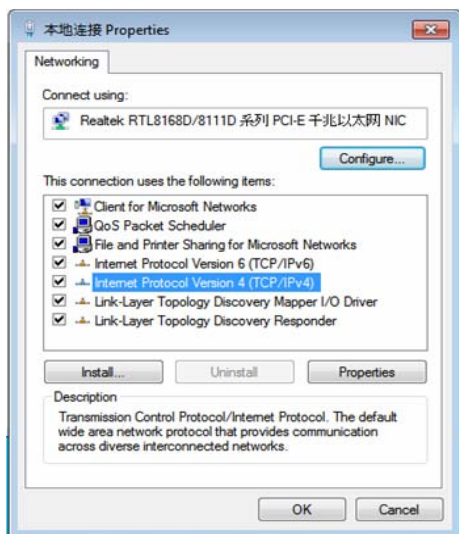 本地连接 Properties
Networking
Connect using:
Realtek RTL8168D/8111D 系列 PCI-E 千兆以太网 NIC
Configure...
This connection uses the following items:
Client for Microsoft Networks
QoS Packet Scheduler
File and Printer Sharing for Microsoft Networks
Internet Protocol Version 6 (TCP/IPv6)
Internet Protocol Version 4 (TCP/IPv4)
Link-Layer Topology Discovery Mapper I/O Driver
Link-Layer Topology Discovery Responder
Install... Uninstall Properties
Description
Transmission Control Protocol/Internet Protocol. The default
wide area network protocol that provides communication
across diverse interconnected networks.
OK Cancel